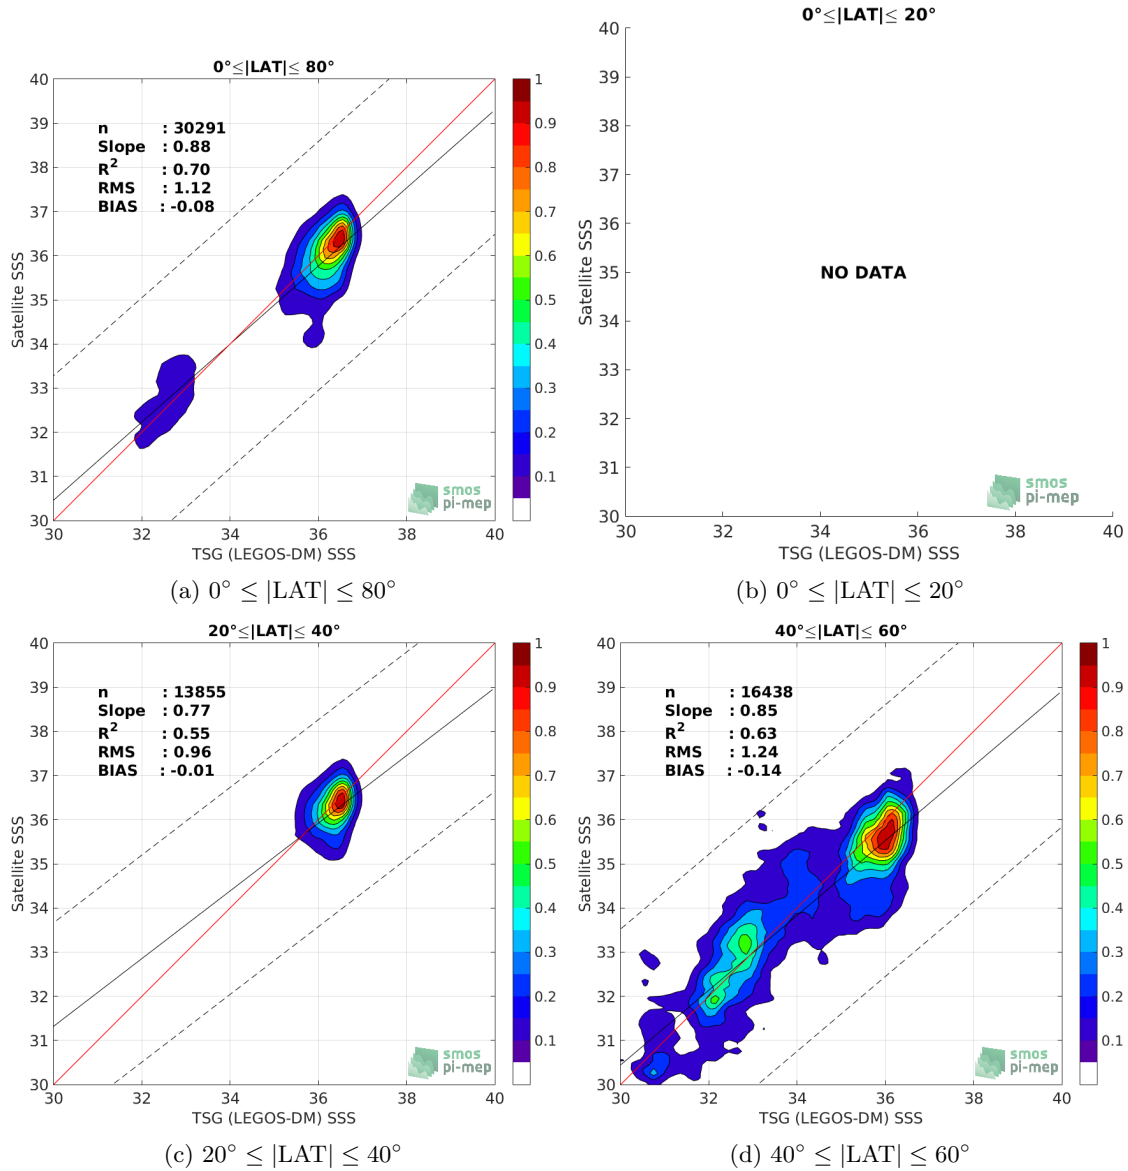 0°≤|LAT|≤ 80°
40
39
38
37
36
35
34
33
32
31
30
Satellite SSS
n : 30291
Slope : 0.88
R² : 0.70
RMS : 1.12
BIAS : -0.08
smos
pi-mep
30 32 34 36 38 40
TSG (LEGOS-DM) SSS
1
0.9
0.8
0.7
0.6
0.5
0.4
0.3
0.2
0.1
(a) 0° ≤ |LAT| ≤ 80°
0°≤|LAT|≤ 20°
40
39
38
37
36
35
34
33
32
31
30
Satellite SSS
NO DATA
smos
pi-mep
30 32 34 36 38 40
TSG (LEGOS-DM) SSS
(b) 0° ≤ |LAT| ≤ 20°
20°≤|LAT|≤ 40°
40
39
38
37
36
35
34
33
32
31
30
Satellite SSS
n : 13855
Slope : 0.77
R² : 0.55
RMS : 0.96
BIAS : -0.01
smos
pi-mep
30 32 34 36 38 40
TSG (LEGOS-DM) SSS
1
0.9
0.8
0.7
0.6
0.5
0.4
0.3
0.2
0.1
(c) 20° ≤ |LAT| ≤ 40°
40°≤|LAT|≤ 60°
40
39
38
37
36
35
34
33
32
31
30
Satellite SSS
n : 16438
Slope : 0.85
R² : 0.63
RMS : 1.24
BIAS : -0.14
smos
pi-mep
30 32 34 36 38 40
TSG (LEGOS-DM) SSS
1
0.9
0.8
0.7
0.6
0.5
0.4
0.3
0.2
0.1
(d) 40° ≤ |LAT| ≤ 60°